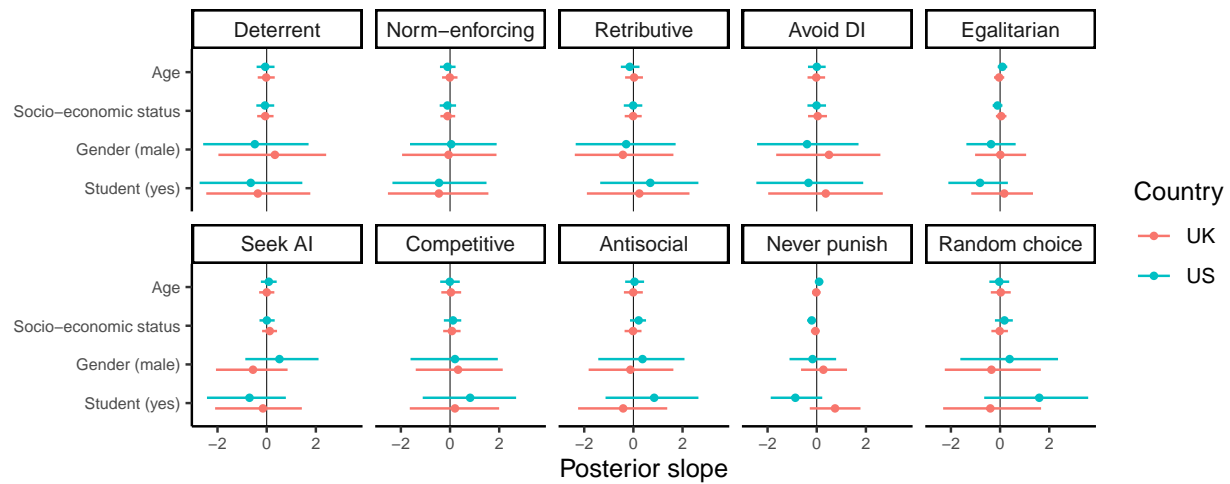 Deterrent Norm−enforcing Retributive Avoid DI Egalitarian
Age
Socio−economic status
Gender (male)
Student (yes)
Seek AI Competitive Antisocial Never punish Random choice
Age
Socio−economic status
Gender (male)
Student (yes)
−2 0 2 −2 0 2 −2 0 2 −2 0 2 −2 0 2
Posterior slope
Country
UK
US